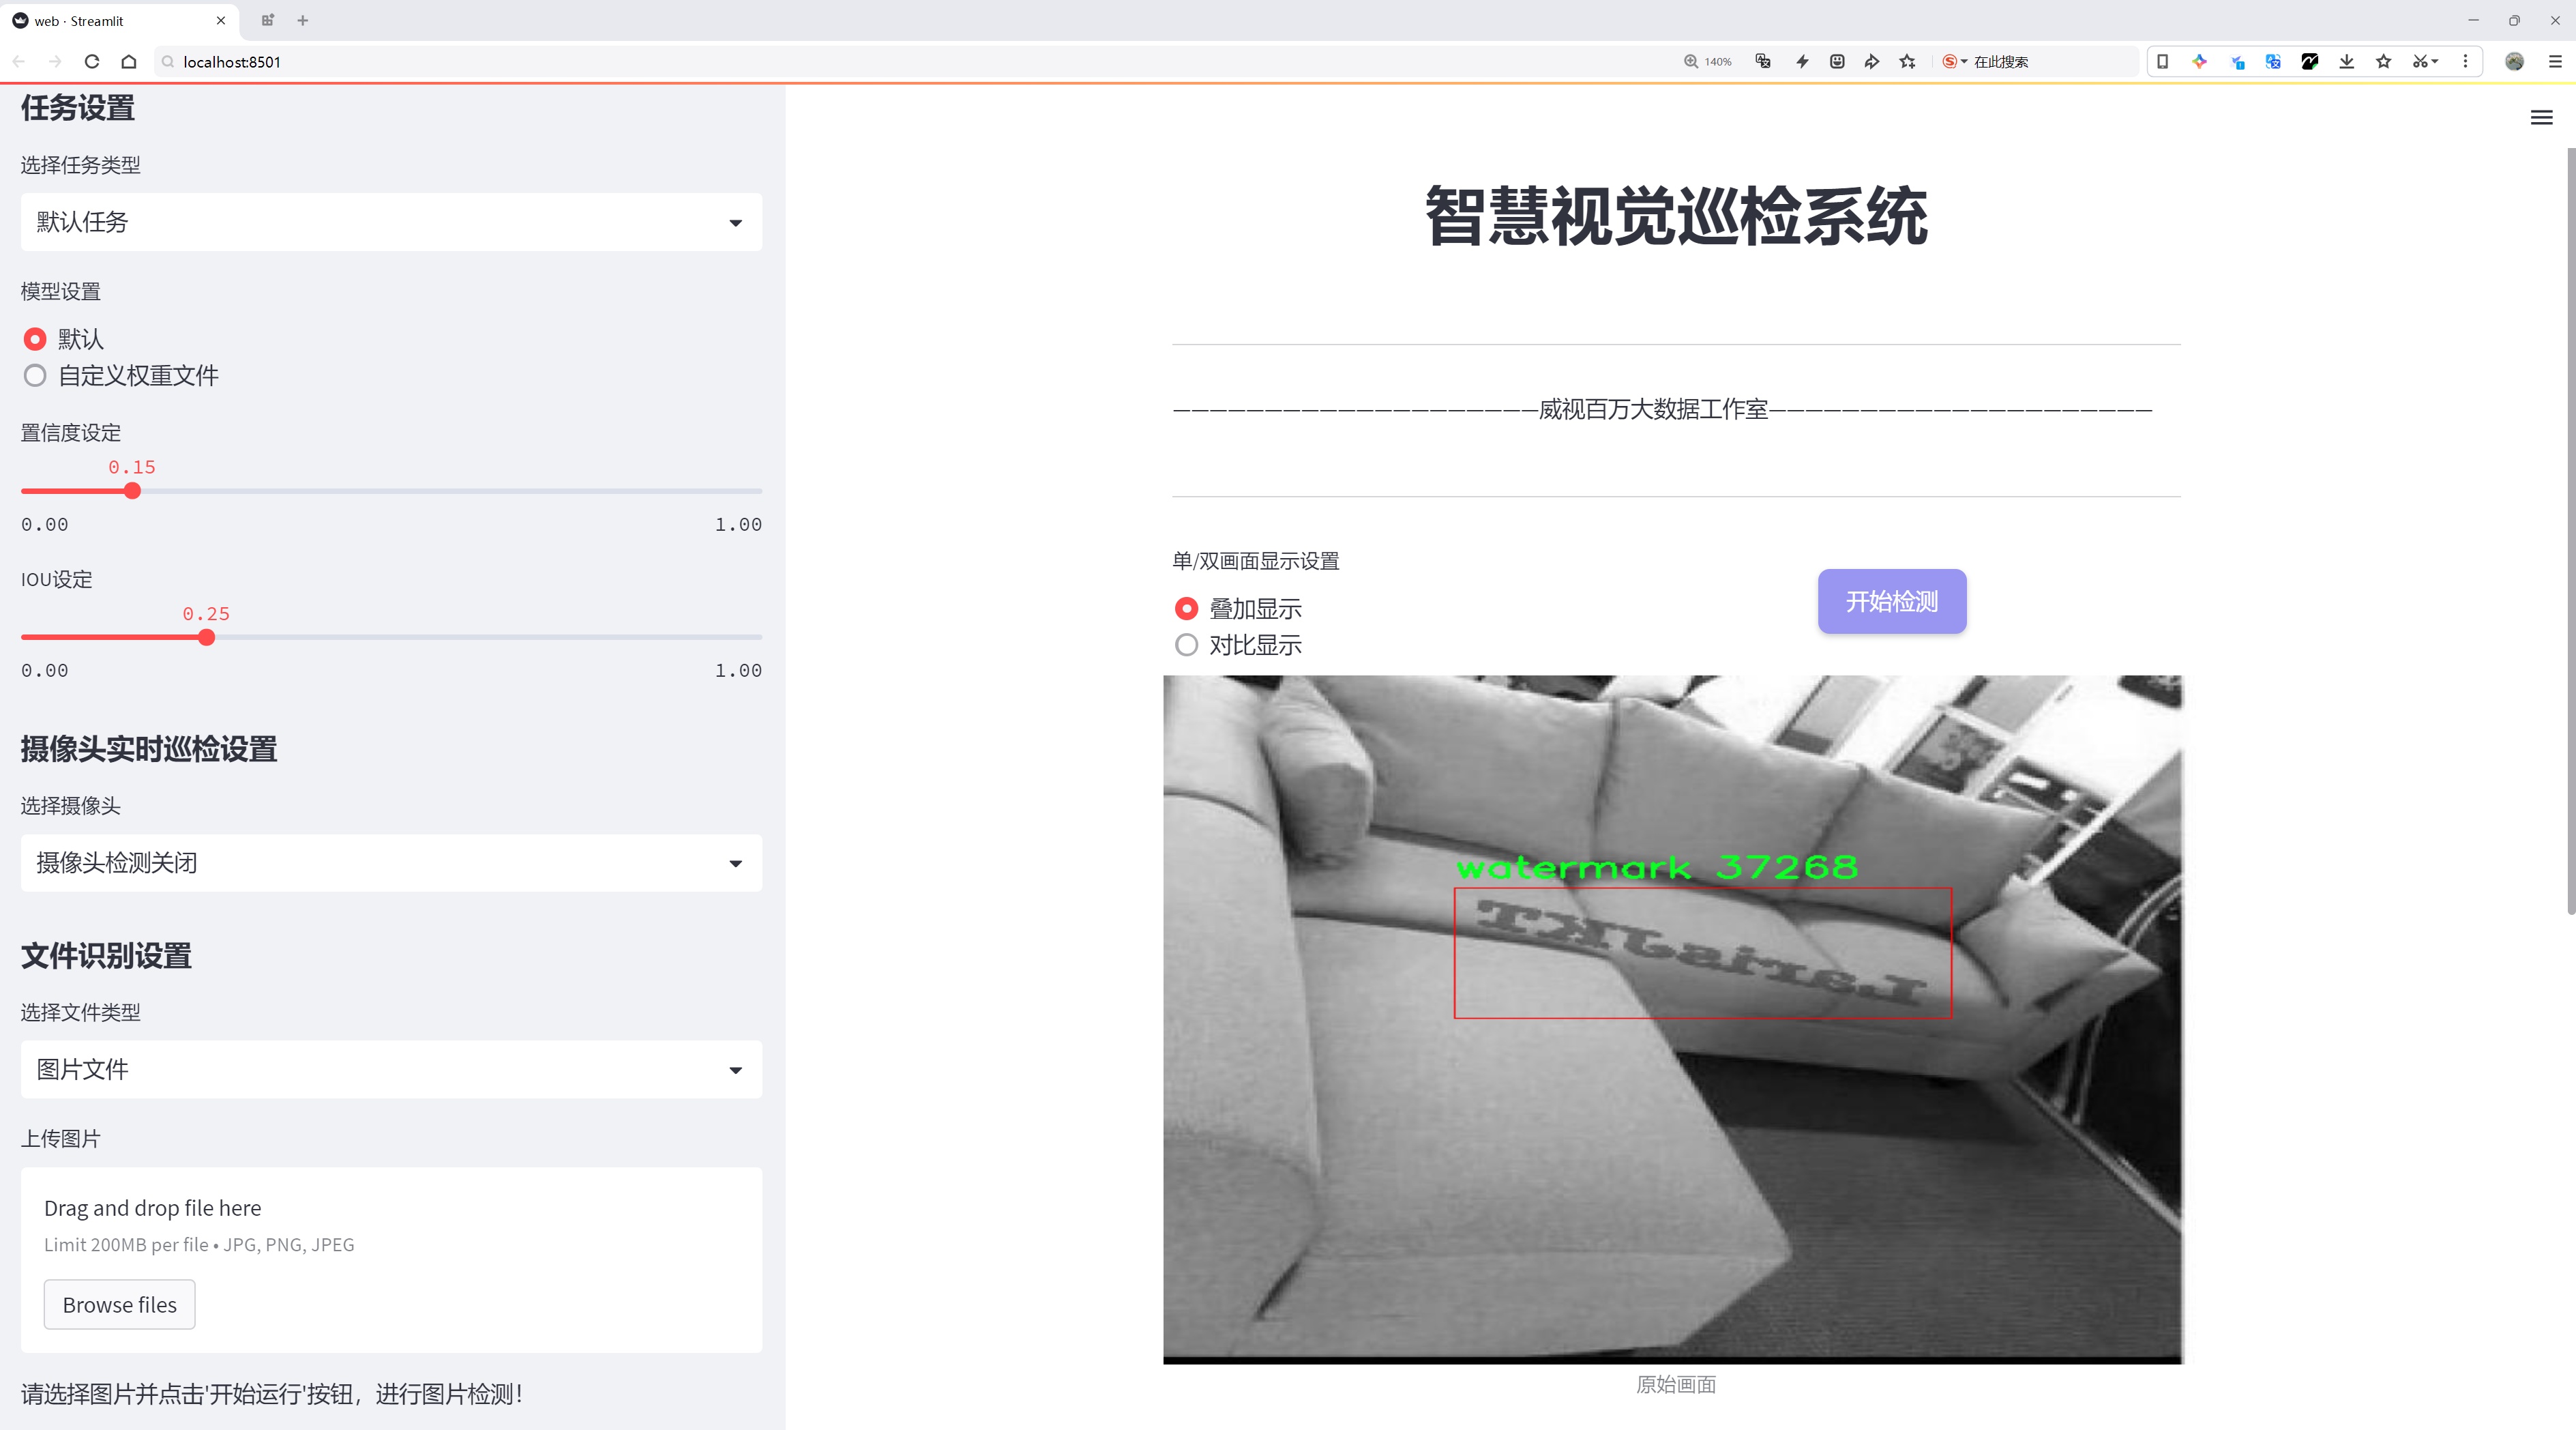 web · Streamlit
localhost:8501
140%
在此搜索
任务设置
选择任务类型
默认任务
模型设置
默认
自定义权重文件
置信度设定
0.15
0.00
1.00
IOU设定
0.25
0.00
1.00
摄像头实时巡检设置
选择摄像头
摄像头检测关闭
文件识别设置
选择文件类型
图片文件
上传图片
Drag and drop file here
Limit 200MB per file • JPG, PNG, JPEG
Browse files
请选择图片并点击'开始运行'按钮，进行图片检测！
智慧视觉巡检系统
————————————————————威视百万大数据工作室—————————————————————
单/双画面显示设置
叠加显示
对比显示
开始检测
watermark 37268
原始画面